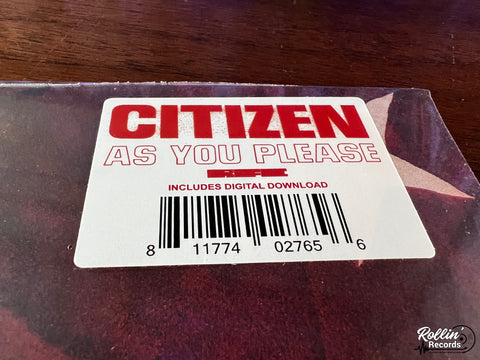 CITIZEN
AS YOU PLEASE
INCLUDES DIGITAL DOWNLOAD
8 11774 02765 6
Rollin'
Records